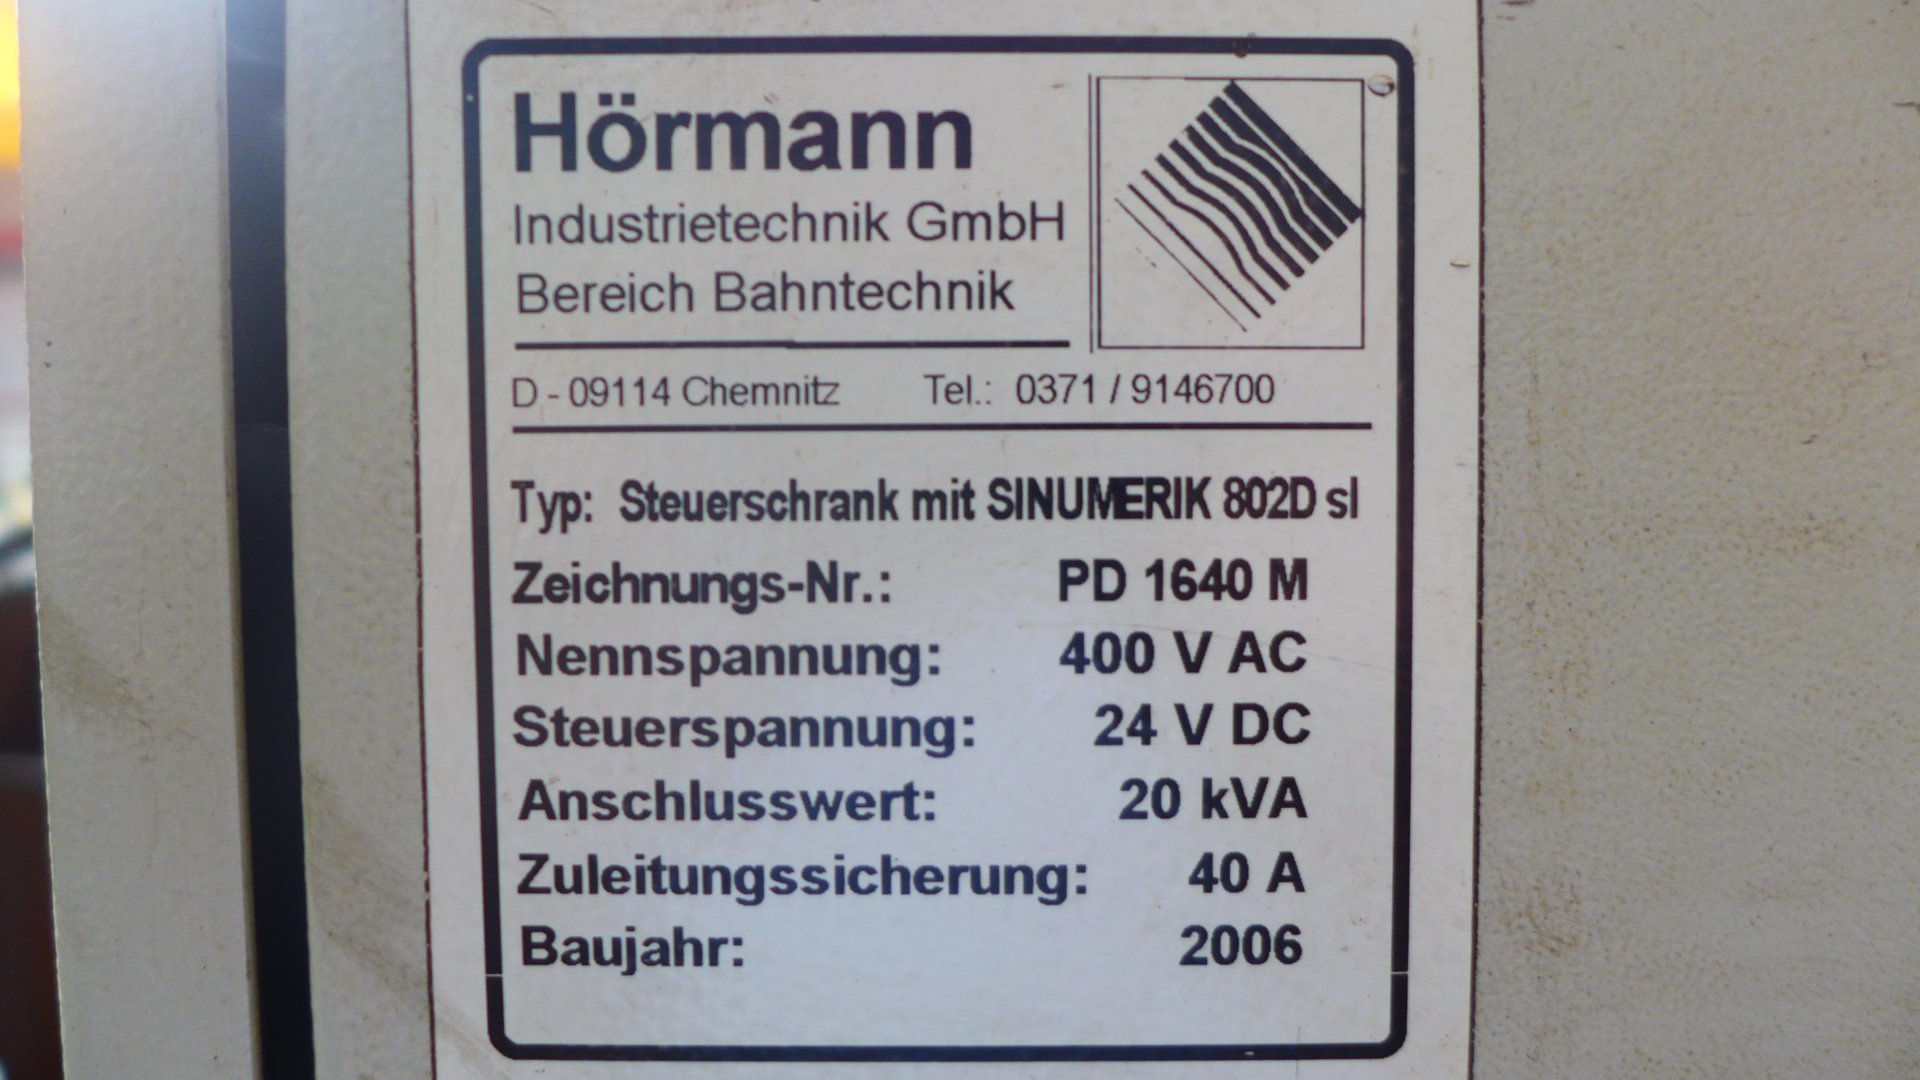 Hörmann
Industrietechnik GmbH
Bereich Bahntechnik
D - 09114 Chemnitz Tel.: 0371 / 9146700
Typ: Steuerschrank mit SINUMERIK 802D sl
Zeichnungs-Nr.: PD 1640 M
Nennspannung: 400 V AC
Steuerspannung: 24 V DC
Anschlusswert: 20 kVA
Zuleitungssicherung: 40 A
Baujahr: 2006